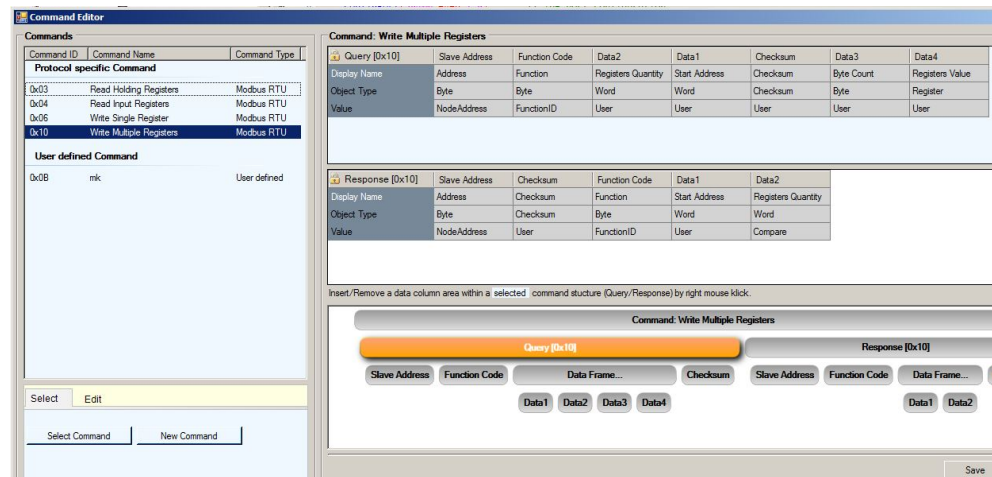 Command Editor
Commands
Command ID Command Name Command Type
Protocol specific Command
0x03 Read Holding Registers Modbus RTU
0x04 Read Input Registers Modbus RTU
0x06 Write Single Register Modbus RTU
0x10 Write Multiple Registers Modbus RTU
User defined Command
0x0B mk User defined
Select Edit
Select Command New Command
Command: Write Multiple Registers
Query [0x10] Slave Address Function Code Data2 Data1 Checksum Data3 Data4
Display Name Address Function Registers Quantity Start Address Checksum Byte Count Registers Value
Object Type Byte Byte Word Word Checksum Byte Register
Value NodeAddress FunctionID User User User User User
Response [0x10] Slave Address Checksum Function Code Data1 Data2
Display Name Address Checksum Function Start Address Registers Quantity
Object Type Byte Checksum Byte Word Word
Value NodeAddress User FunctionID User Compare
Insert/Remove a data column area within a selected command stucture (Query/Response) by right mouse klick.
Command: Write Multiple Registers
Query [0x10] Response [0x10]
Slave Address Function Code Data Frame... Checksum Slave Address Function Code Data Frame...
Data1 Data2 Data3 Data4 Data1 Data2
Save